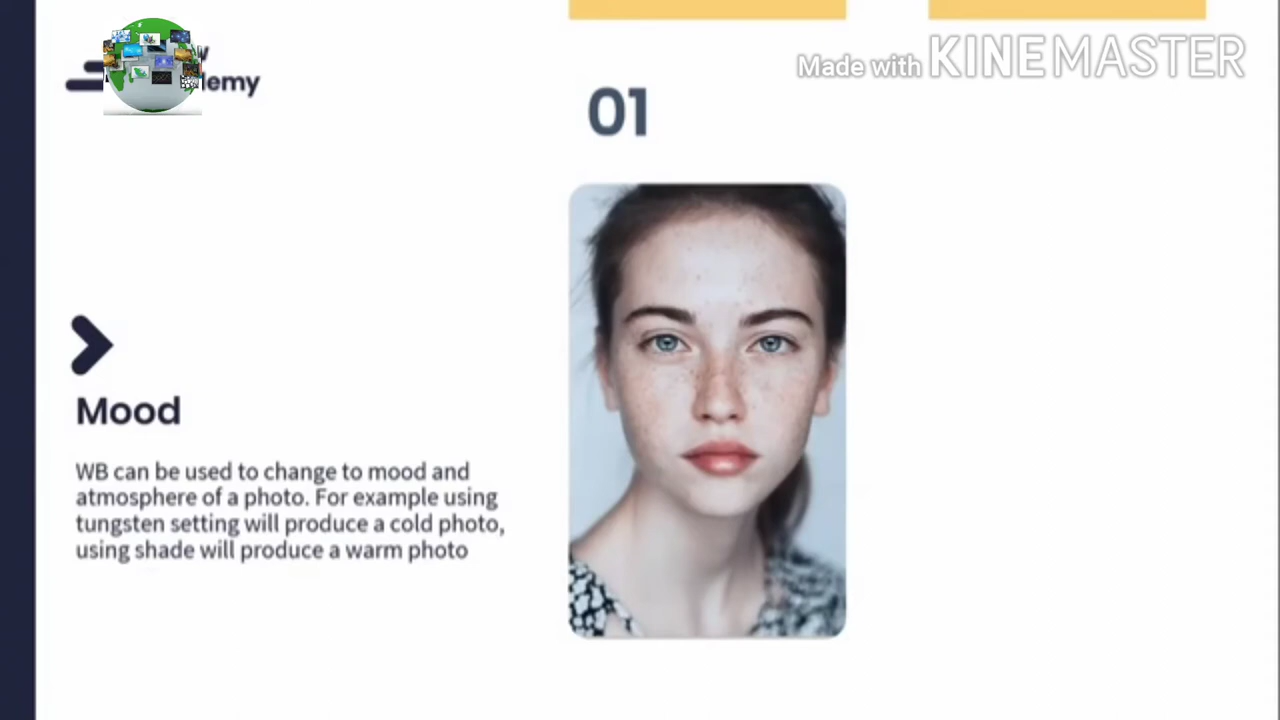 Made with KINEMASTER
01
Mood
WB can be used to change to mood and
atmosphere of a photo. For example using
tungsten setting will produce a cold photo,
using shade will produce a warm photo